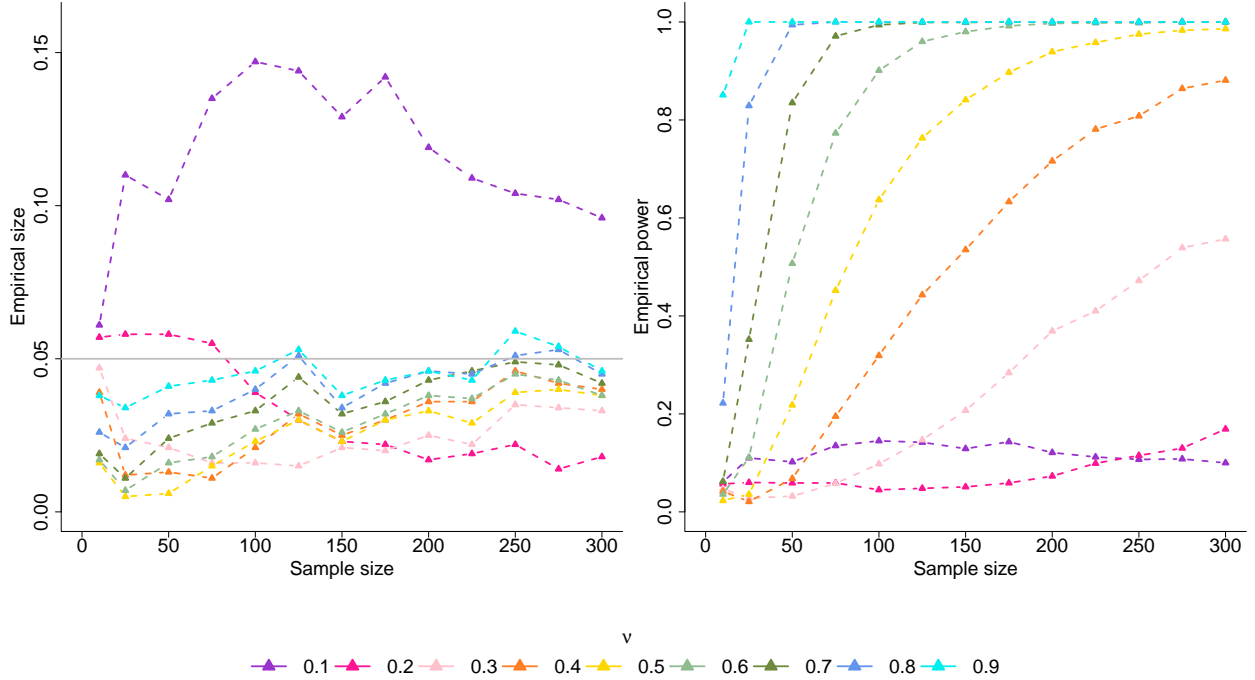 0.15
0.10
0.05
0.00
Empirical size
0 50 100 150 200 250 300
Sample size
1.0
0.8
0.6
0.4
0.2
0.0
Empirical power
0 50 100 150 200 250 300
Sample size
ν
0.1 0.2 0.3 0.4 0.5 0.6 0.7 0.8 0.9